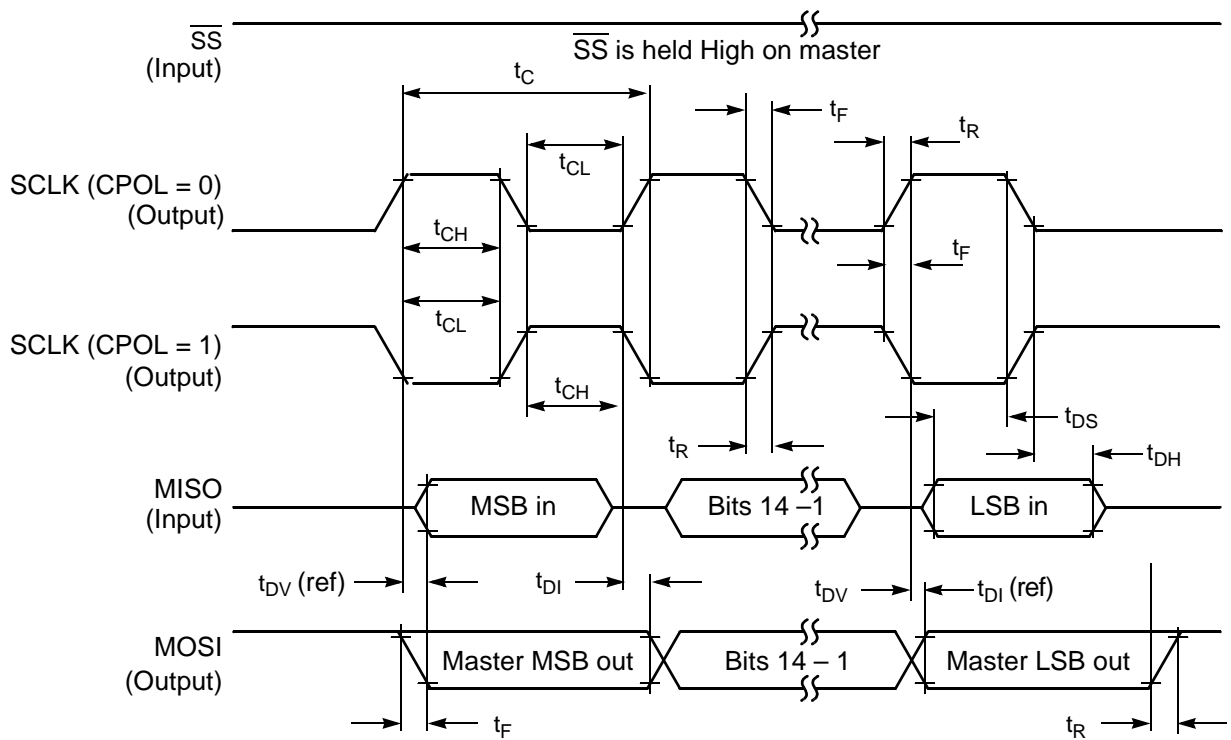 SS
(Input)
SS is held High on master
tC
tF
tR
tCL
SCLK (CPOL = 0)
(Output)
tCH
tF
tCL
SCLK (CPOL = 1)
(Output)
tCH
tDS
tR
tDH
MISO
(Input)
MSB in
Bits 14 –1
LSB in
tDV (ref)
tDI
tDV
tDI (ref)
MOSI
(Output)
Master MSB out
Bits 14 – 1
Master LSB out
tF
tR